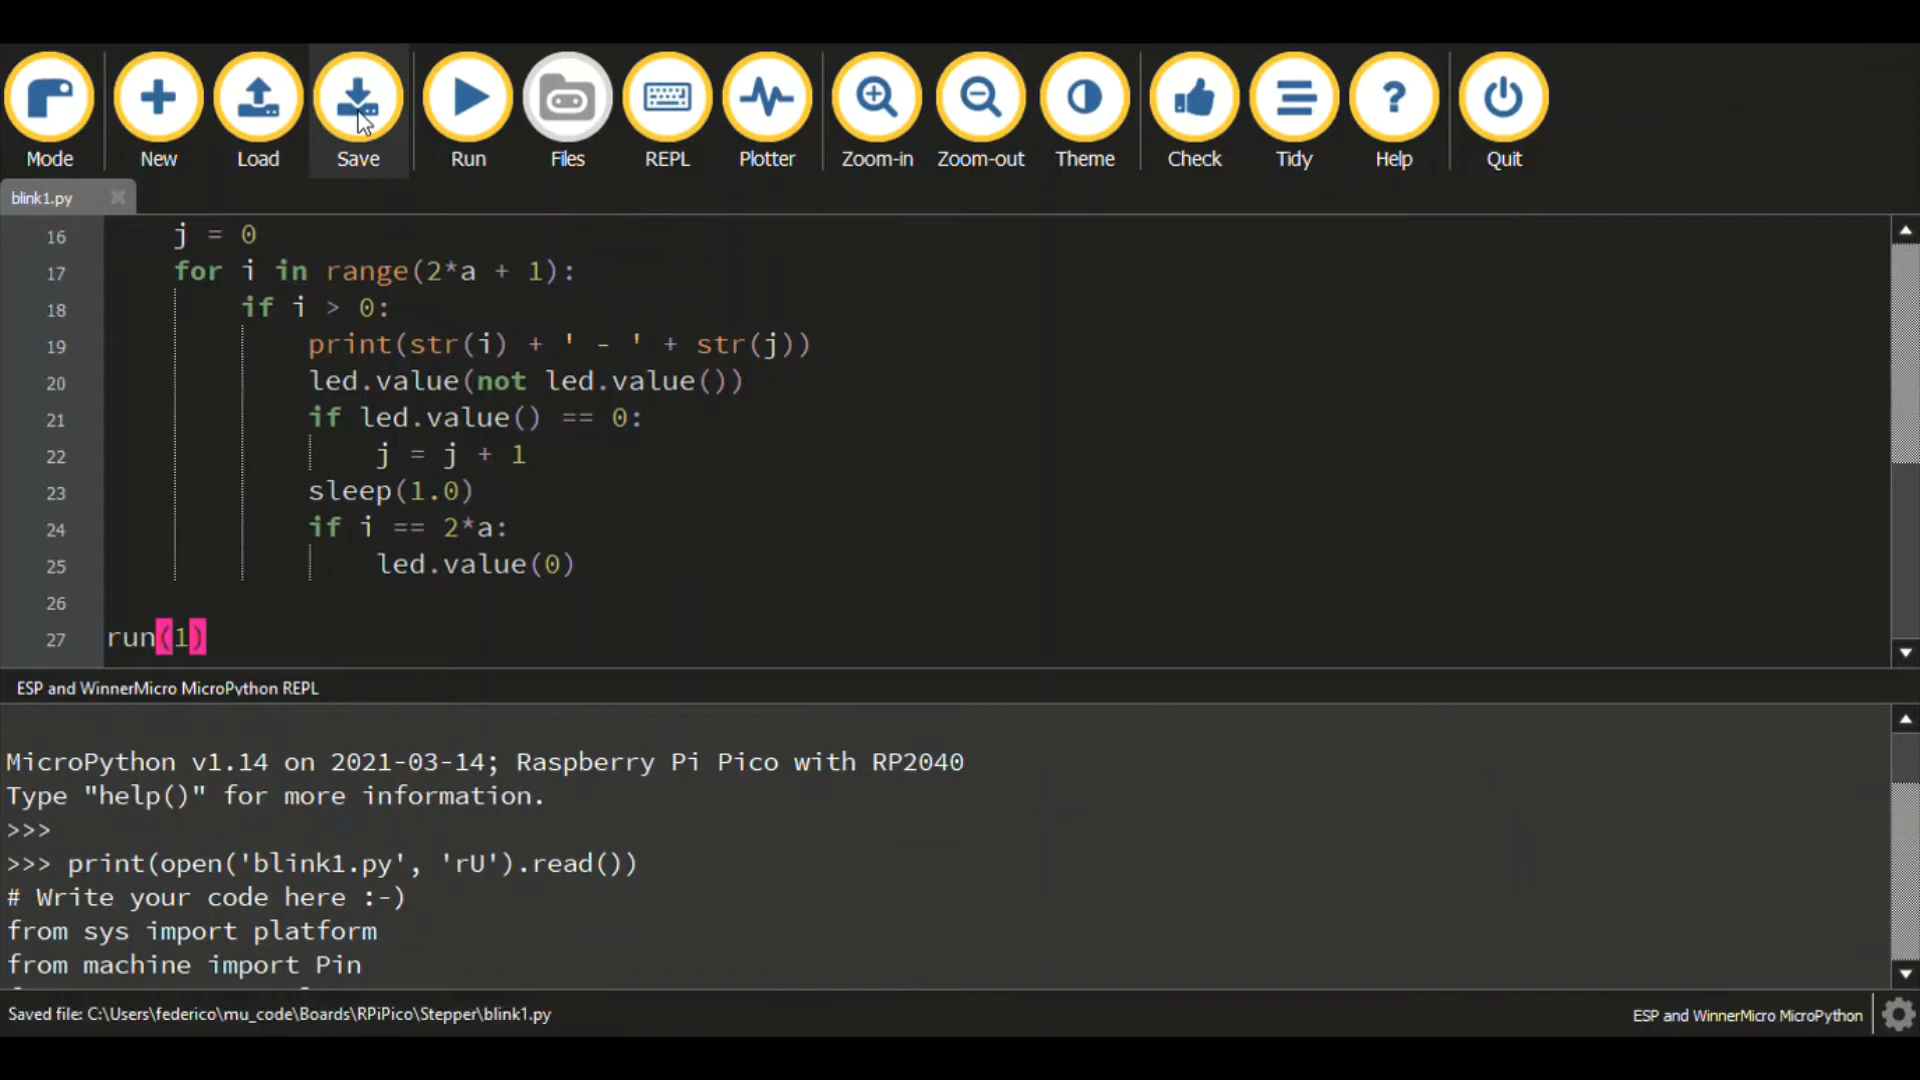 Mode
New
Load
Save
Run
Files
REPL
Plotter
Zoom-in
Zoom-out
Theme
Check
Tidy
Help
Quit
blink1.py
16 j = 0
17 for i in range(2*a + 1):
18 if i > 0:
19 print(str(i) + ' - ' + str(j))
20 led.value(not led.value())
21 if led.value() == 0:
22 j = j + 1
23 sleep(1.0)
24 if i == 2*a:
25 led.value(0)
26
27 run(1)
ESP and WinnerMicro MicroPython REPL
MicroPython v1.14 on 2021-03-14; Raspberry Pi Pico with RP2040
Type "help()" for more information.
>>>
>>> print(open('blink1.py', 'rU').read())
# Write your code here :-)
from sys import platform
from machine import Pin
Saved file: C:\Users\federico\mu_code\Boards\RPiPico\Stepper\blink1.py
ESP and WinnerMicro MicroPython